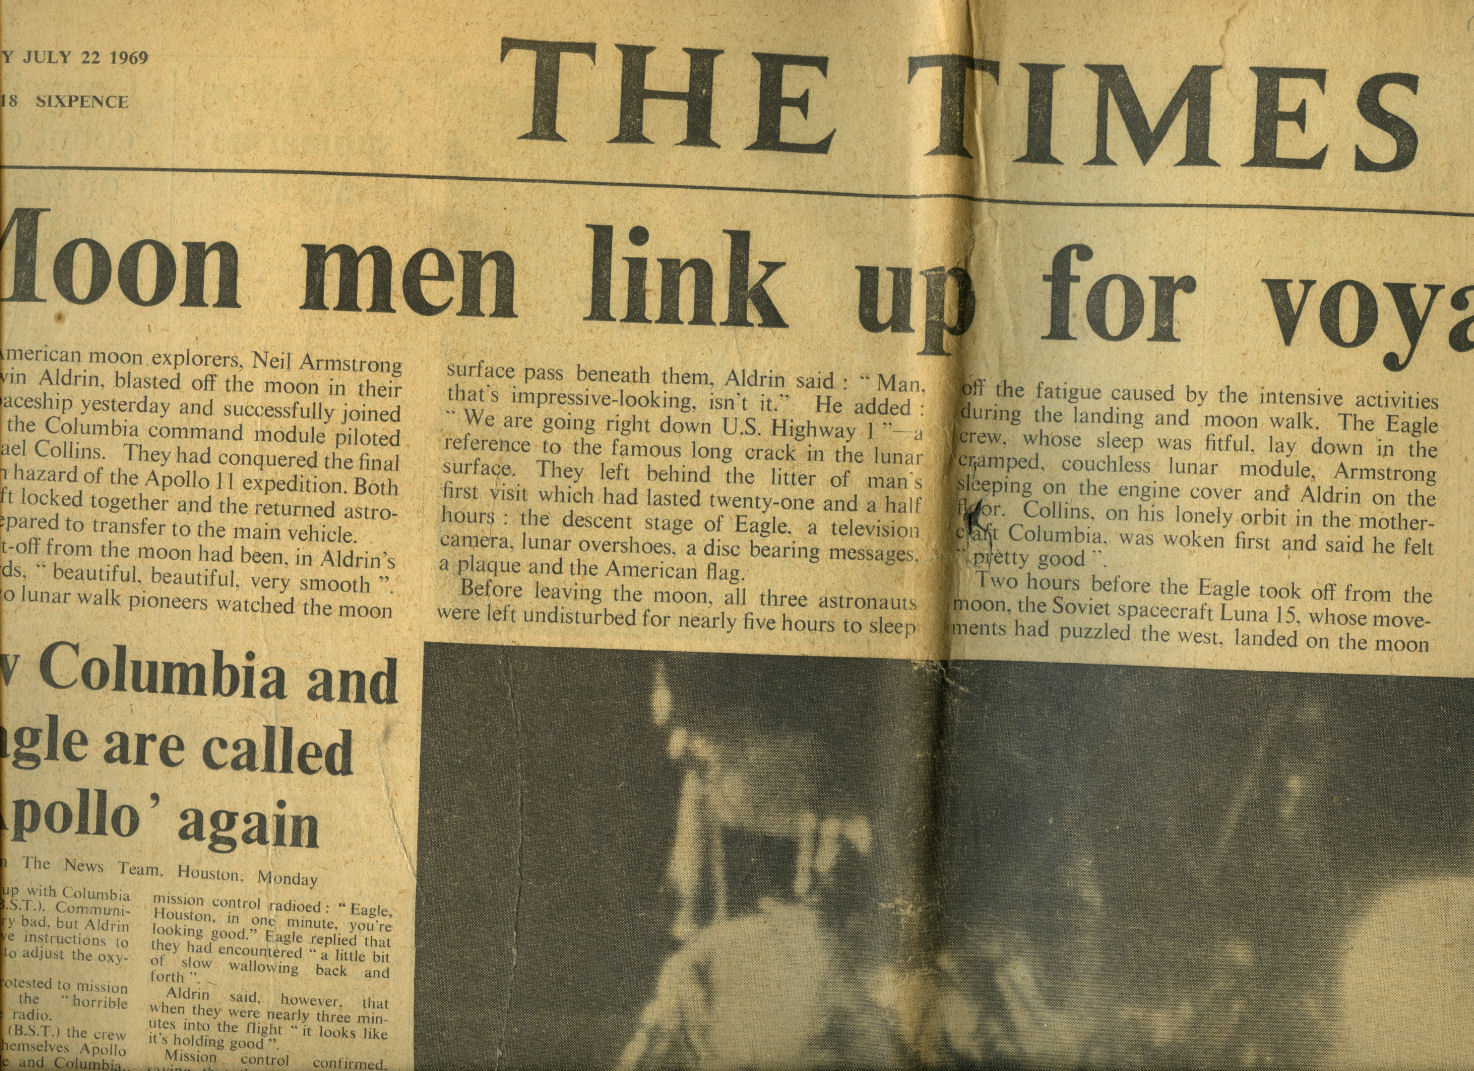 Y JULY 22 1969
18 SIXPENCE
THE TIMES
Moon men link up for voya
American moon explorers, Neil Armstrong
vin Aldrin, blasted off the moon in their
aceship yesterday and successfully joined
the Columbia command module piloted
ael Collins. They had conquered the final
n hazard of the Apollo 11 expedition. Both
ft locked together and the returned astro-
epared to transfer to the main vehicle.
t-off from the moon had been, in Aldrin's
ds, “ beautiful, beautiful, very smooth ”.
o lunar walk pioneers watched the moon
surface pass beneath them, Aldrin said : “ Man,
that's impressive-looking, isn't it.” He added :
“ We are going right down U.S. Highway 1 ”—a
reference to the famous long crack in the lunar
surface. They left behind the litter of man's
first visit which had lasted twenty-one and a half
hours : the descent stage of Eagle, a television
camera, lunar overshoes, a disc bearing messages,
a plaque and the American flag.
Before leaving the moon, all three astronauts
were left undisturbed for nearly five hours to sleep
off the fatigue caused by the intensive activities
during the landing and moon walk. The Eagle
crew, whose sleep was fitful, lay down in the
cramped, couchless lunar module, Armstrong
sleeping on the engine cover and Aldrin on the
floor. Collins, on his lonely orbit in the mother-
craft Columbia, was woken first and said he felt
“ pretty good ”.
Two hours before the Eagle took off from the
moon, the Soviet spacecraft Luna 15, whose move-
ments had puzzled the west, landed on the moon
w Columbia and
agle are called
Apollo’ again
n The News Team, Houston, Monday
up with Columbia
B.S.T.). Communi-
ry bad, but Aldrin
ve instructions to
to adjust the oxy-
rotested to mission
the “horrible
radio.
(B.S.T.) the crew
hemselves Apollo
e and Columbia.
mission control radioed : “ Eagle,
Houston, in one minute, you're
looking good.” Eagle replied that
they had encountered “ a little bit
of slow wallowing back and
forth ”.
Aldrin said, however, that
when they were nearly three min-
utes into the flight “ it looks like
it's holding good ”.
Mission control confirmed,